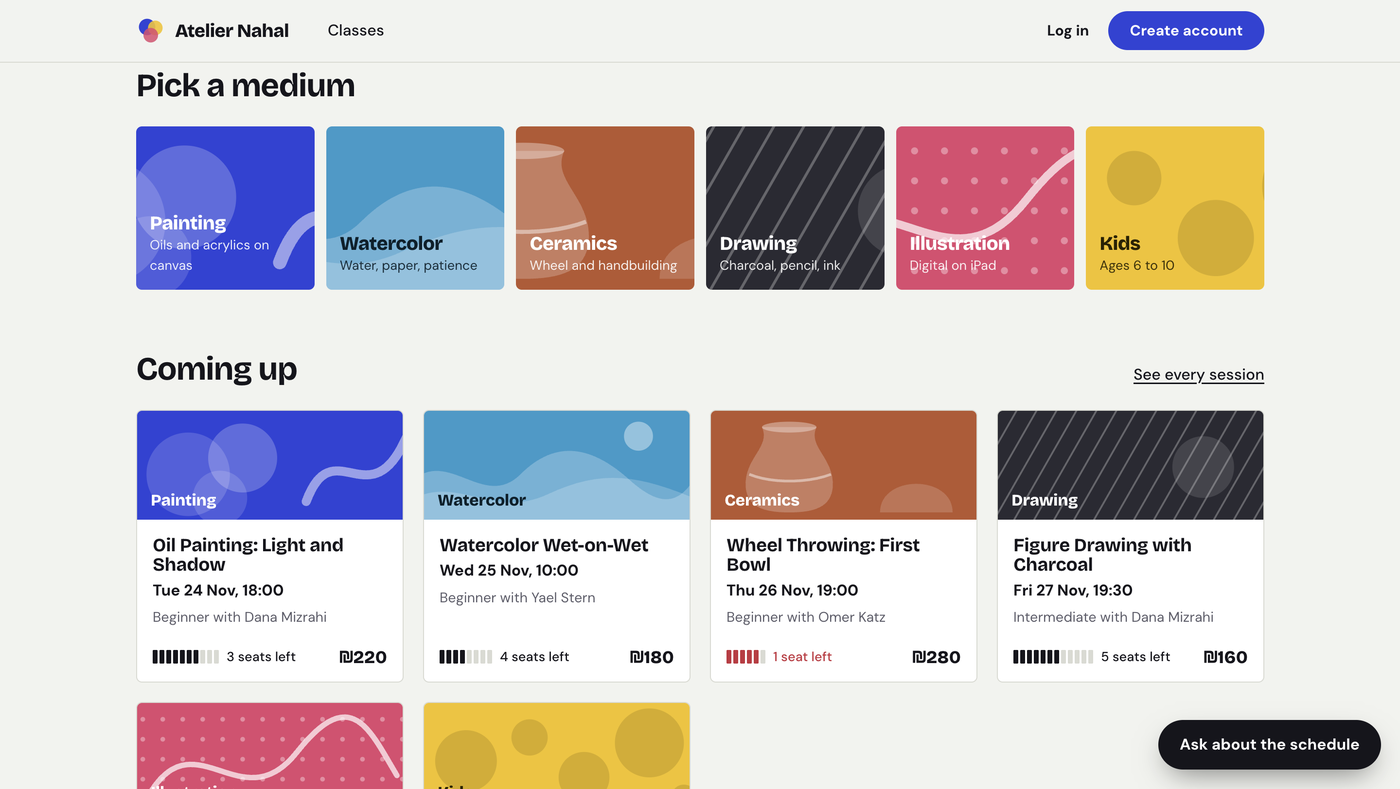 Atelier Nahal
Classes
Log in
Create account
Pick a medium
Painting
Oils and acrylics on
canvas
Watercolor
Water, paper, patience
Ceramics
Wheel and handbuilding
Drawing
Charcoal, pencil, ink
Illustration
Digital on iPad
Kids
Ages 6 to 10
Coming up
See every session
Painting
Oil Painting: Light and
Shadow
Tue 24 Nov, 18:00
Beginner with Dana Mizrahi
3 seats left
₪220
Watercolor
Watercolor Wet-on-Wet
Wed 25 Nov, 10:00
Beginner with Yael Stern
4 seats left
₪180
Ceramics
Wheel Throwing: First
Bowl
Thu 26 Nov, 19:00
Beginner with Omer Katz
1 seat left
₪280
Drawing
Figure Drawing with
Charcoal
Fri 27 Nov, 19:30
Intermediate with Dana Mizrahi
5 seats left
₪160
Ask about the schedule